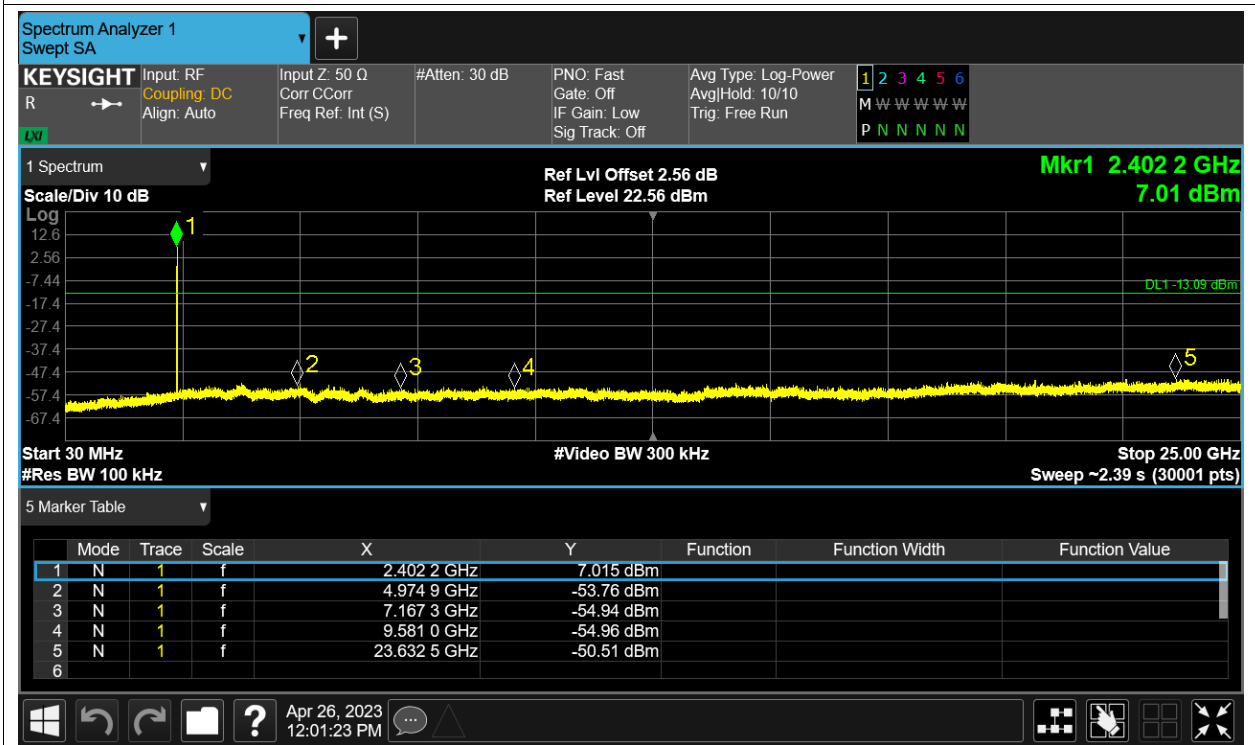 Spectrum Analyzer 1
Swept SA
KEYSIGHT
R
LXI
Input: RF
Coupling: DC
Align: Auto
Input Z: 50 Ω
Corr CCorr
Freq Ref: Int (S)
#Atten: 30 dB
PNO: Fast
Gate: Off
IF Gain: Low
Sig Track: Off
Avg Type: Log-Power
Avg|Hold: 10/10
Trig: Free Run
1 2 3 4 5 6
M W W W W W W
P N N N N N N
1 Spectrum
Scale/Div 10 dB
Ref Lvl Offset 2.56 dB
Ref Level 22.56 dBm
Mkr1 2.402 2 GHz
7.01 dBm
Log
12.6
2.56
-7.44
-17.4
-27.4
-37.4
-47.4
-57.4
-67.4
1
2
3
4
5
DL1 -13.09 dBm
Start 30 MHz
#Res BW 100 kHz
#Video BW 300 kHz
Stop 25.00 GHz
Sweep ~2.39 s (30001 pts)
5 Marker Table
Mode Trace Scale X Y Function Function Width Function Value
1 N 1 f 2.402 2 GHz 7.015 dBm
2 N 1 f 4.974 9 GHz -53.76 dBm
3 N 1 f 7.167 3 GHz -54.94 dBm
4 N 1 f 9.581 0 GHz -54.96 dBm
5 N 1 f 23.632 5 GHz -50.51 dBm
6
?
Apr 26, 2023
12:01:23 PM